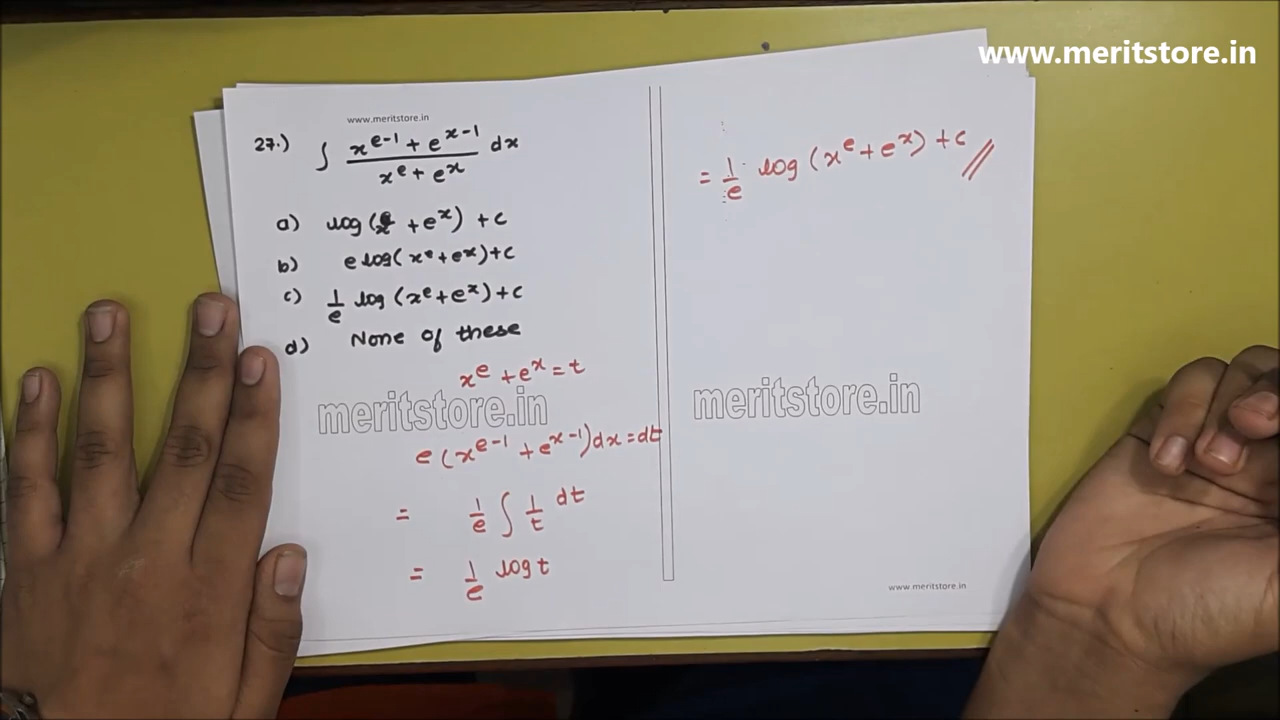 www.meritstore.in
www.meritstore.in
27.) ∫ (x^(e-1) + e^(x-1)) / (x^e + e^x) dx
a) log( + e^x) + c
b) e log(x^e + e^x) + c
c) 1/e log(x^e + e^x) + c
d) None of these
x^e + e^x = t
meritstore.in
e(x^(e-1) + e^(x-1))dx = dt
= 1/e ∫ 1/t dt
= 1/e log t
= 1/e log(x^e + e^x) + c //
meritstore.in
www.meritstore.in